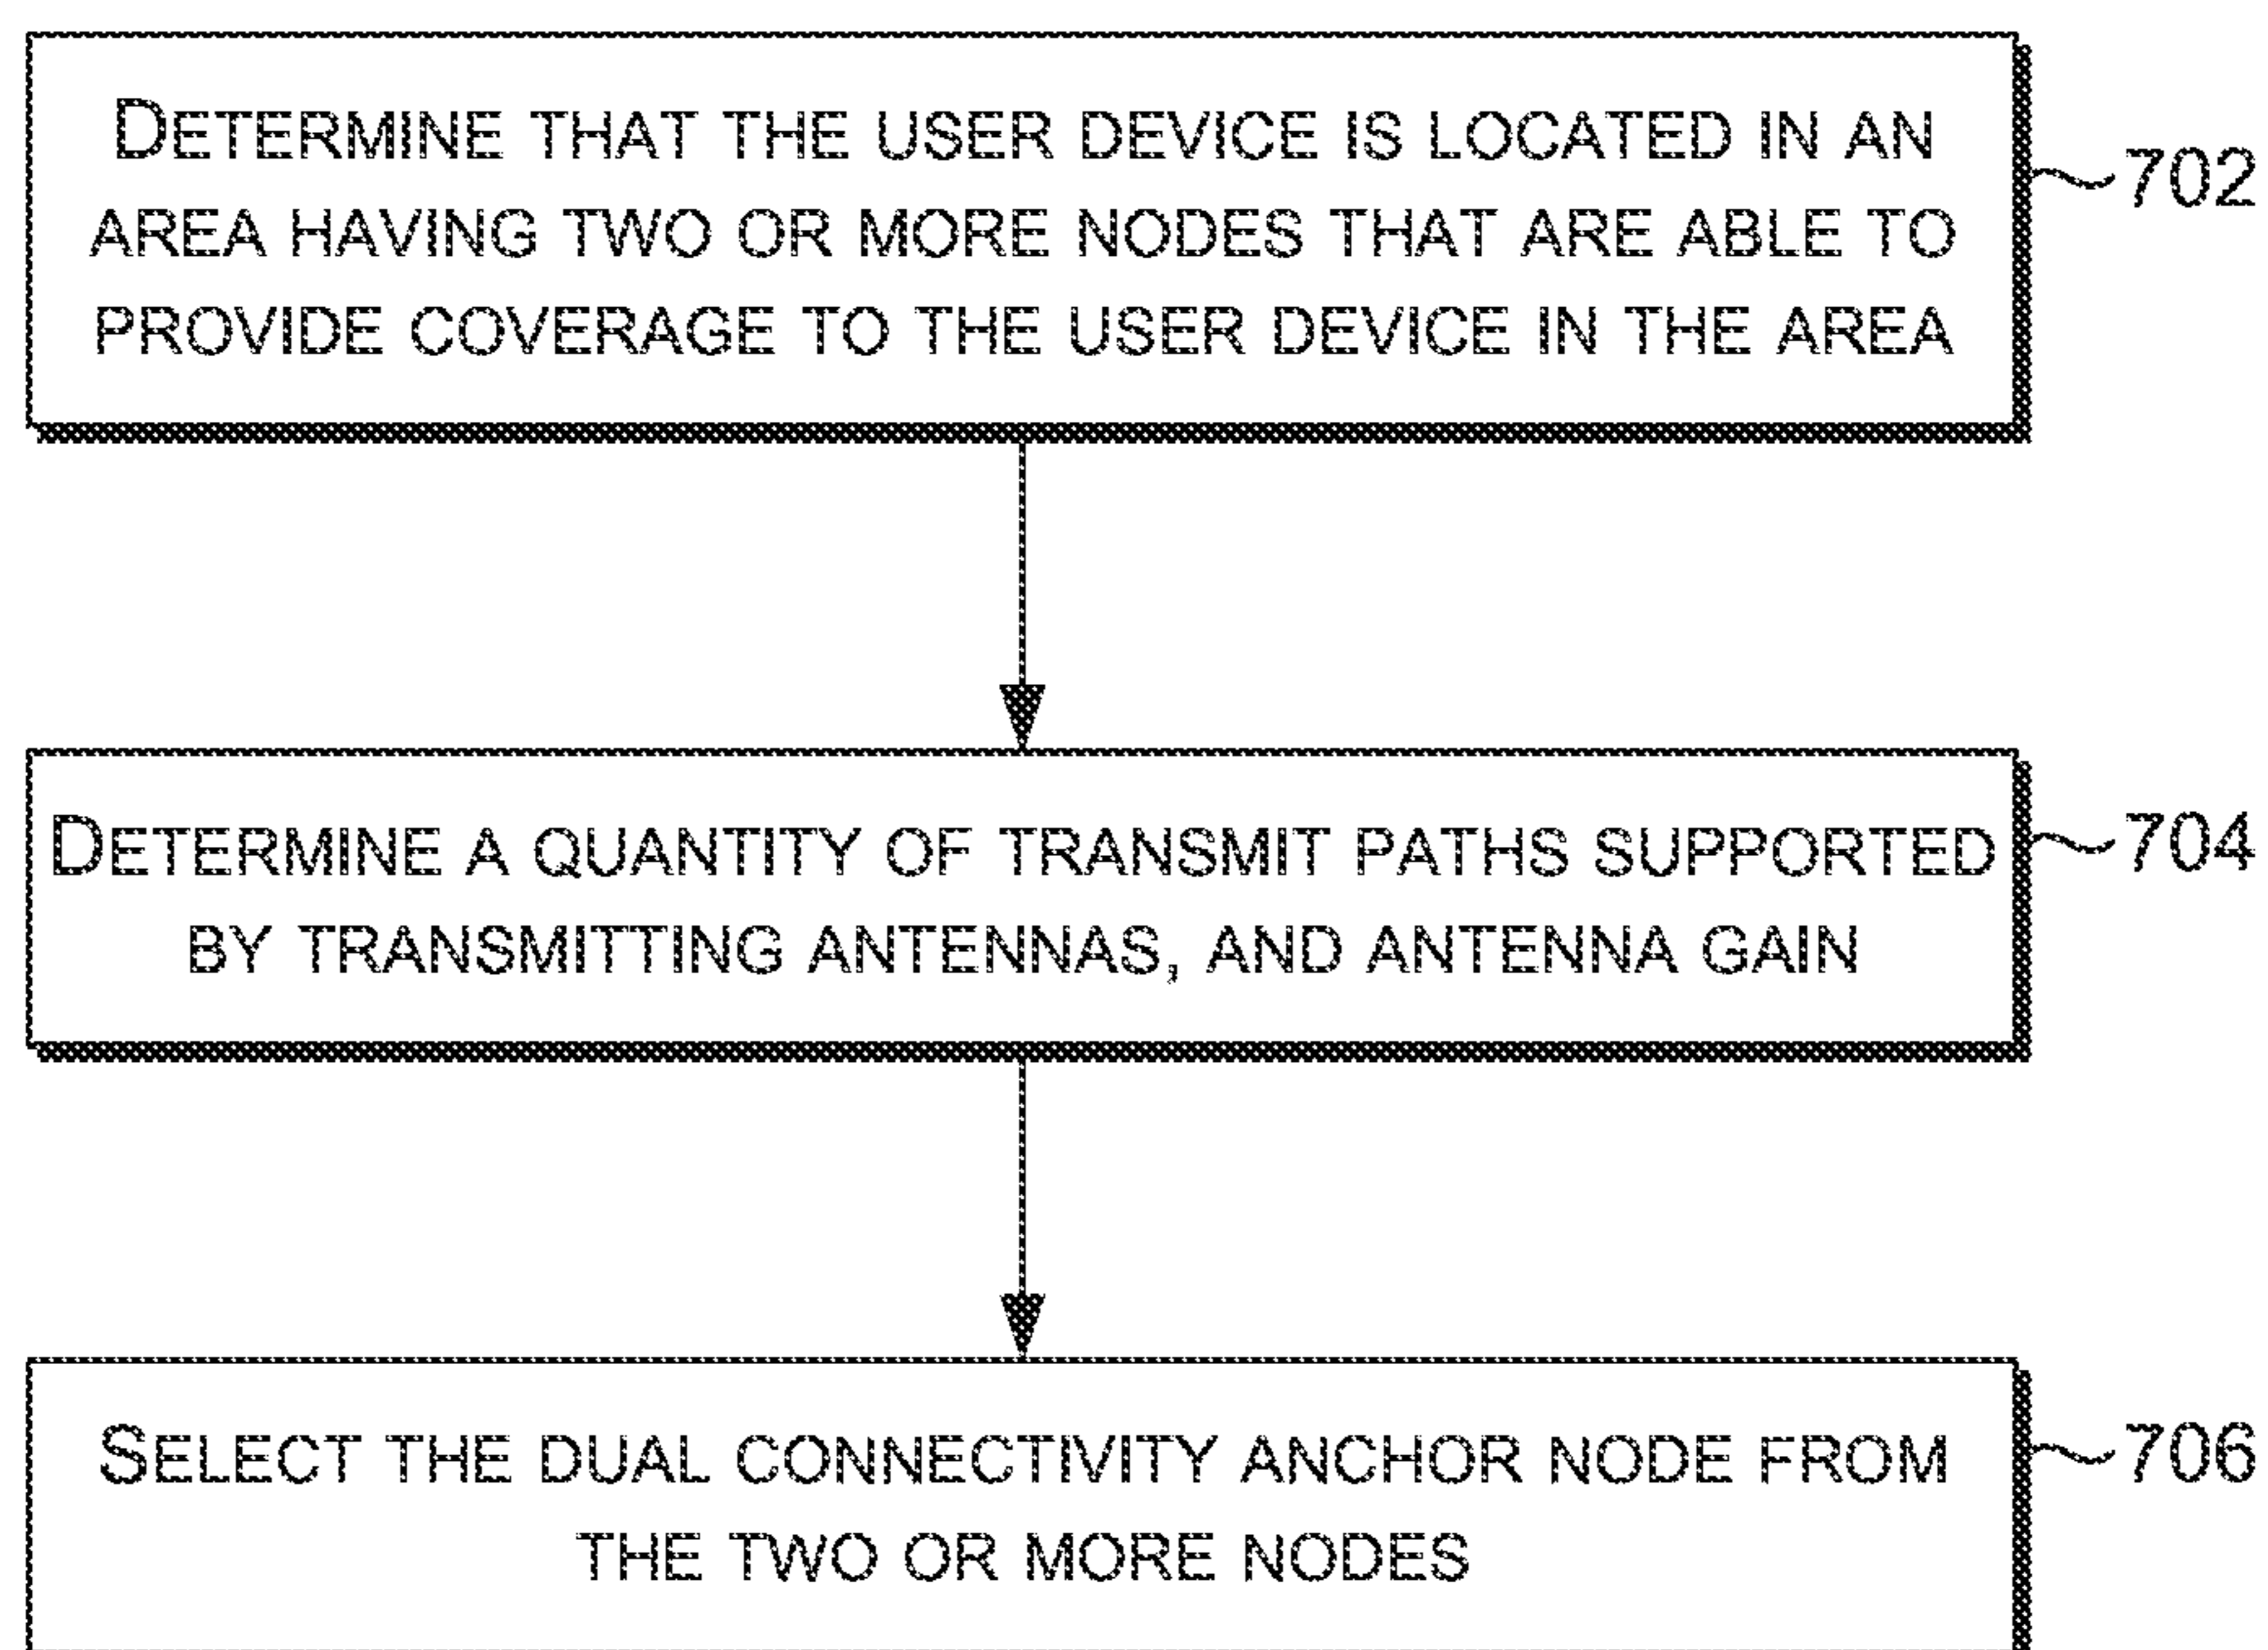 DETERMINE THAT THE USER DEVICE IS LOCATED IN AN
AREA HAVING TWO OR MORE NODES THAT ARE ABLE TO
PROVIDE COVERAGE TO THE USER DEVICE IN THE AREA
702
DETERMINE A QUANTITY OF TRANSMIT PATHS SUPPORTED
BY TRANSMITTING ANTENNAS, AND ANTENNA GAIN
704
SELECT THE DUAL CONNECTIVITY ANCHOR NODE FROM
THE TWO OR MORE NODES
706